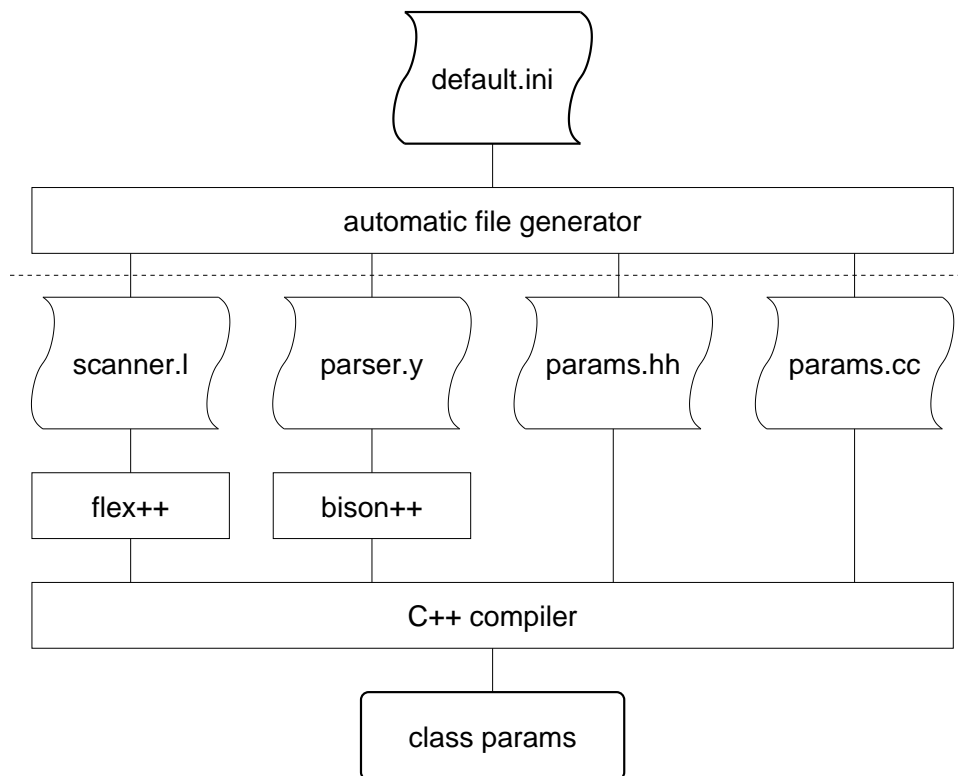 default.ini
automatic file generator
scanner.l
parser.y
params.hh
params.cc
flex++
bison++
C++ compiler
class params